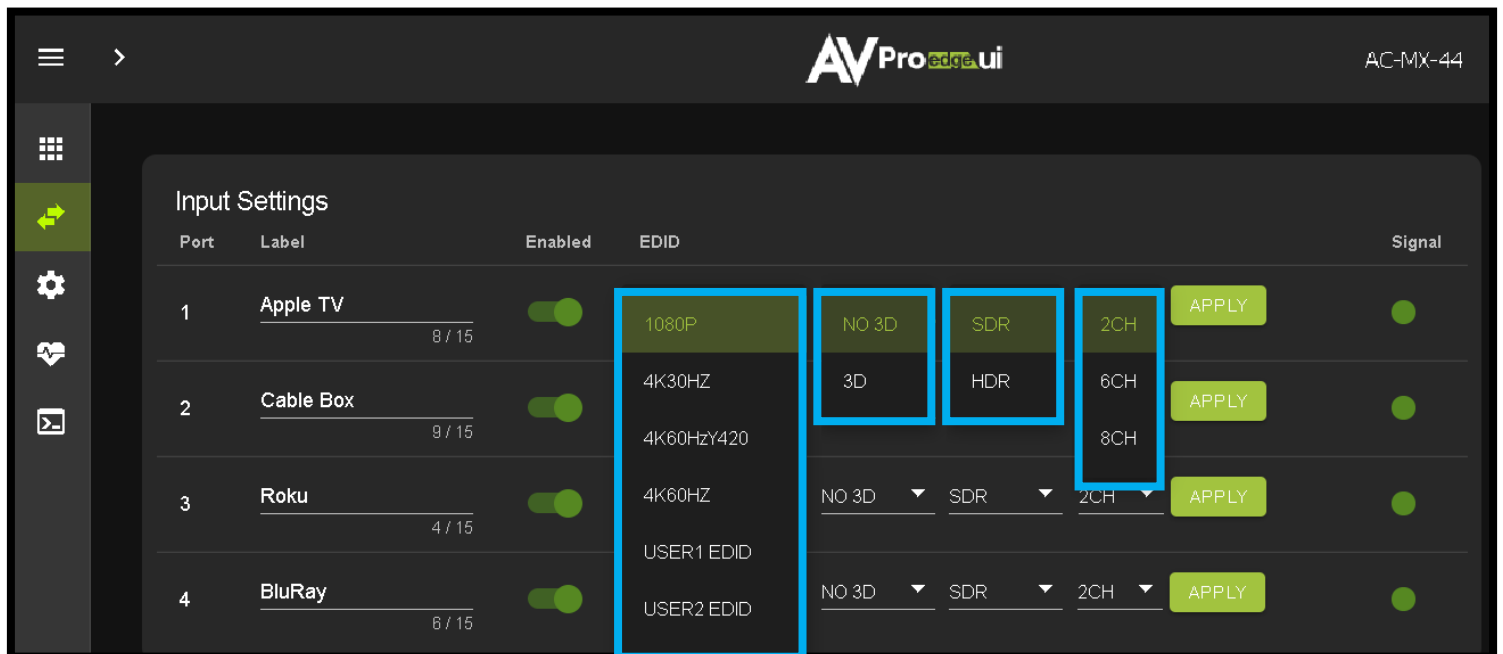 AVProedge.ui
AC-MX-44
Input Settings
Port Label Enabled EDID Signal
1 Apple TV 1080P NO 3D SDR 2CH APPLY
8 / 15
4K30HZ 3D HDR 6CH
2 Cable Box APPLY
9 / 15
4K60HzY420 8CH
3 Roku 4K60HZ NO 3D SDR 2CH APPLY
4 / 15
USER1 EDID
4 BluRay USER2 EDID NO 3D SDR 2CH APPLY
6 / 15